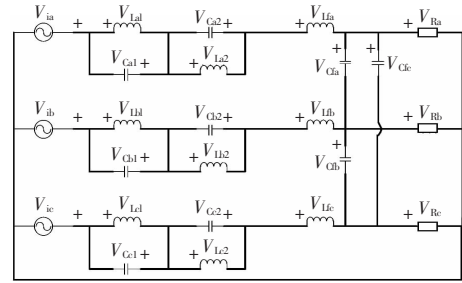 V_ia + + V_La1 V_Ca2 + + V_Lfa + V_Ra
V_Ca1 + + V_La2 + V_Cfa + V_Cfc
V_ib + + V_Lb1 V_Cb2 + + V_Lfb + V_Rb
V_Cb1 + + V_Lb2 + V_Cfb
V_ic + + V_Lc1 V_Cc2 + + V_Lfc + V_Rc
V_Cc1 + + V_Lc2